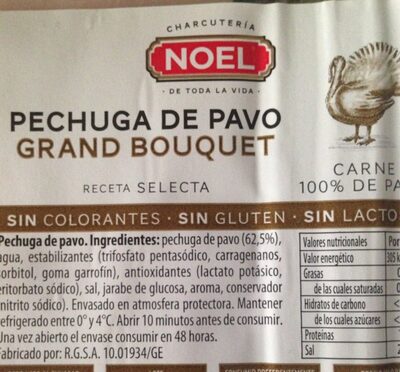 CHARCUTERÍA
NOEL
· DE TODA LA VIDA ·
PECHUGA DE PAVO
GRAND BOUQUET
RECETA SELECTA
CARNE
100% DE PA
SIN COLORANTES · SIN GLUTEN · SIN LACTO
Pechuga de pavo. Ingredientes: pechuga de pavo (62,5%),
agua, estabilizantes (trifosfato pentasódico, carragenanos,
sorbitol, goma garrofín), antioxidantes (lactato potásico,
eritorbato sódico), sal, jarabe de glucosa, aroma, conservador
(nitrito sódico). Envasado en atmosfera protectora. Mantener
refrigerado entre 0° y 4°C. Abrir 10 minutos antes de consumir.
Una vez abierto el envase consumir en 48 horas.
Fabricado por: R.G.S.A. 10.01934/GE
Valores nutricionales Por
Valor energético 305 k
Grasas
de las cuales saturadas 0
Hidratos de carbono <
de los cuales azúcares <
Proteínas
Sal 2